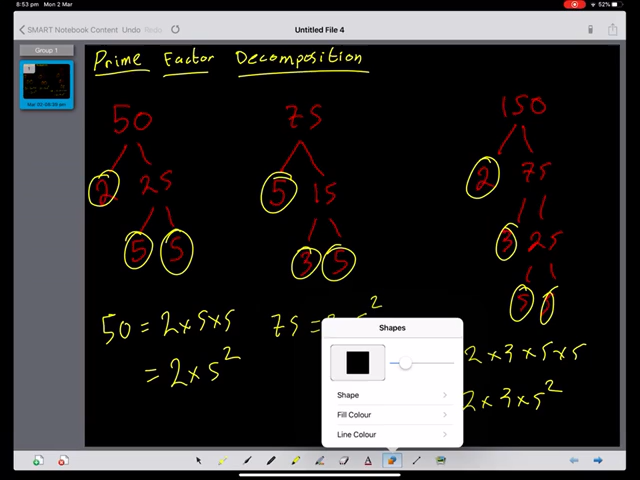 8:53 pm Mon 2 Mar
52%
SMART Notebook Content Undo Redo
Untitled File 4
Group 1
1
Prime Factor Decomposition
50
75
150
2 25
5 15
2 75
5 5
3 5
3 25
5
50 = 2 × 5 × 5
75 =
2
= 2 × 5²
2 × 3 × 5 × 5
2 × 3 × 5²
Shapes
Shape
Fill Colour
Line Colour
A